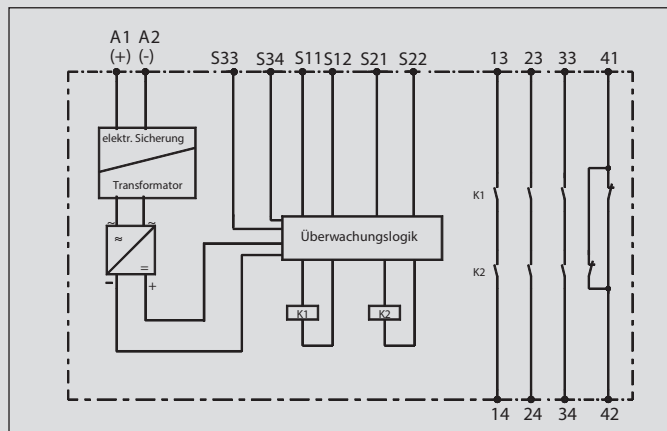 A1 A2
(+) (-)
S33 S34 S11 S12 S21 S22 13 23 33 41
elektr. Sicherung
Transformator
≈ ≈
≈
=
− +
Überwachungslogik
K1
K2
K1 K2
14 24 34 42